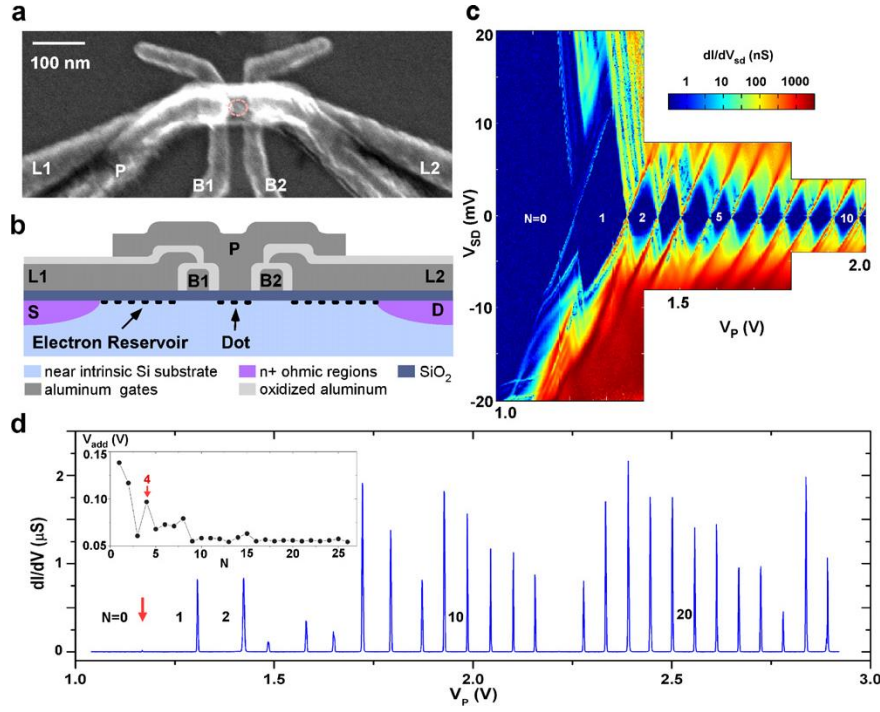 a
100 nm
L1
P
B1
B2
L2
b
P
L1
B1
B2
L2
S
D
Electron Reservoir
Dot
near intrinsic Si substrate
n+ ohmic regions
SiO2
aluminum gates
oxidized aluminum
c
dI/dVsd (nS)
1 10 100 1000
20
10
0
-10
-20
VSD (mV)
N=0 1 2 5 10
1.0
1.5
2.0
VP (V)
d
Vadd (V)
0.15
0.10
0.05
4
0 5 10 15 20 25
N
dI/dV (µS)
2
1
0
N=0 1 2 10 20
1.0 1.5 2.0 2.5 3.0
VP (V)